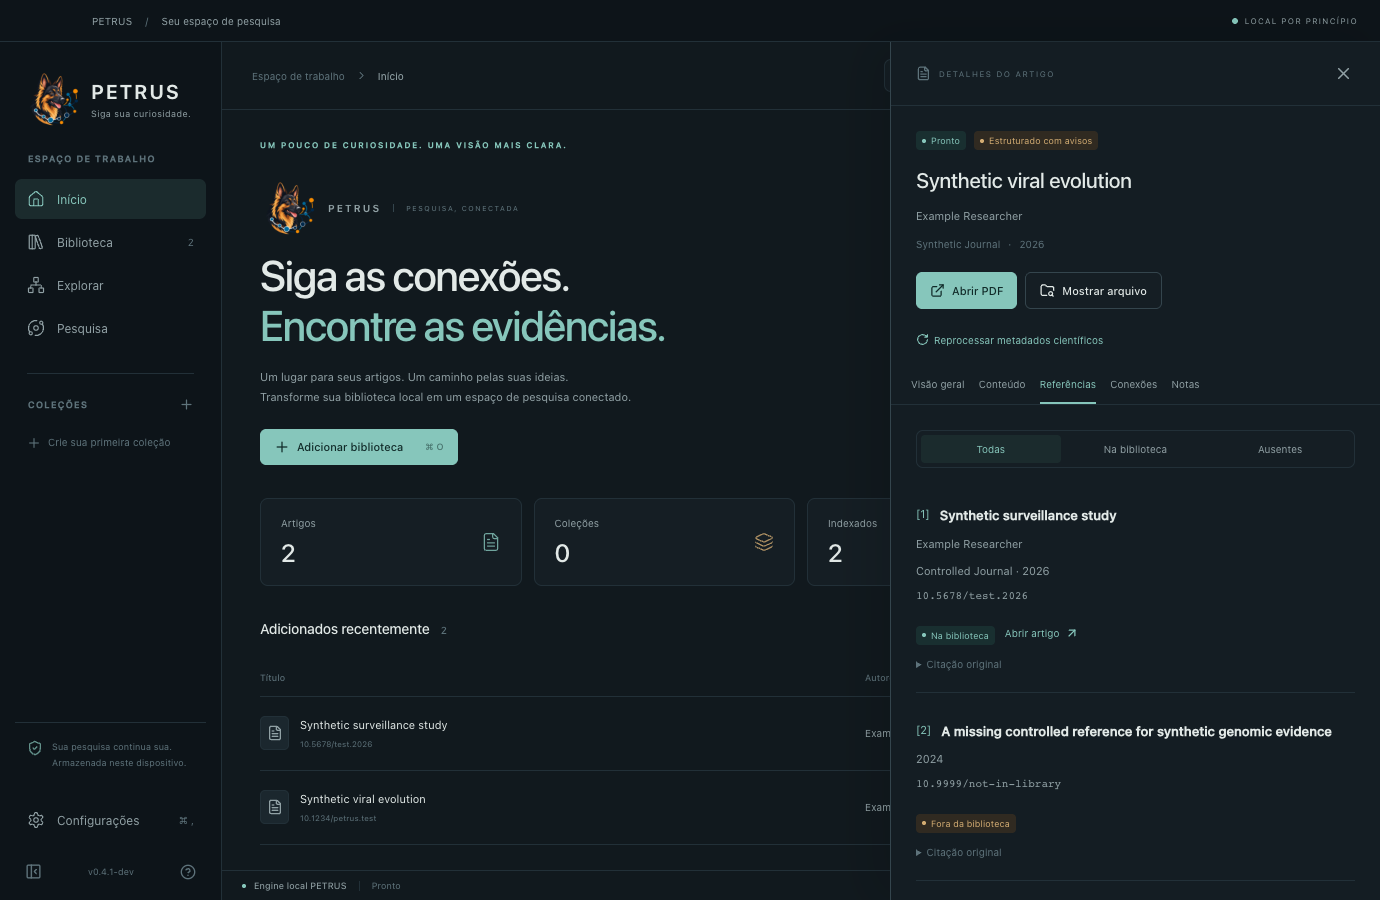 PETRUS / Seu espaço de pesquisa
LOCAL POR PRINCÍPIO
PETRUS
Siga sua curiosidade.
ESPAÇO DE TRABALHO
Início
Biblioteca 2
Explorar
Pesquisa
COLEÇÕES
Crie sua primeira coleção
Sua pesquisa continua sua.
Armazenada neste dispositivo.
Configurações ⌘ ,
v0.4.1-dev
Espaço de trabalho > Início
UM POUCO DE CURIOSIDADE. UMA VISÃO MAIS CLARA.
PETRUS | PESQUISA, CONECTADA
Siga as conexões.
Encontre as evidências.
Um lugar para seus artigos. Um caminho pelas suas ideias.
Transforme sua biblioteca local em um espaço de pesquisa conectado.
Adicionar biblioteca ⌘ O
Artigos
2
Coleções
0
Indexados
2
Adicionados recentemente 2
Título Autor
Synthetic surveillance study
10.5678/test.2026
Exam
Synthetic viral evolution
10.1234/petrus.test
Exam
Engine local PETRUS | Pronto
DETALHES DO ARTIGO
Pronto
Estruturado com avisos
Synthetic viral evolution
Example Researcher
Synthetic Journal · 2026
Abrir PDF
Mostrar arquivo
Reprocessar metadados científicos
Visão geral Conteúdo Referências Conexões Notas
Todas Na biblioteca Ausentes
[1] Synthetic surveillance study
Example Researcher
Controlled Journal · 2026
10.5678/test.2026
Na biblioteca Abrir artigo
Citação original
[2] A missing controlled reference for synthetic genomic evidence
2024
10.9999/not-in-library
Fora da biblioteca
Citação original